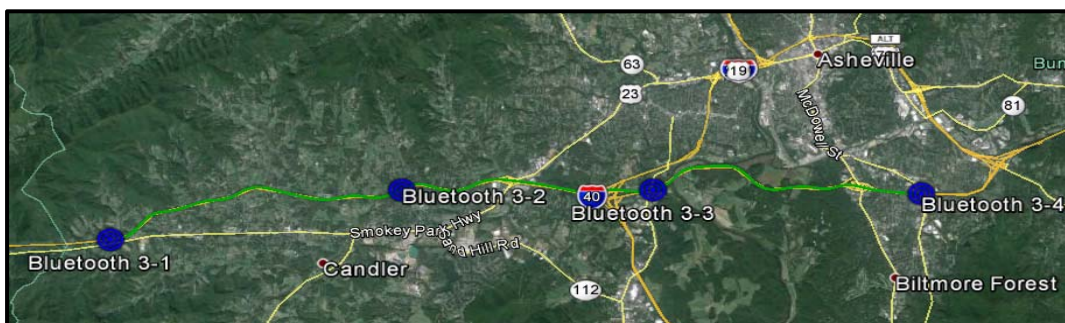 ALT
Asheville
Bun
63
19
23
McDowell St
81
Bluetooth 3-2
40
Bluetooth 3-3
Bluetooth 3-4
Smokey Park Hwy
Sand Hill Rd
Bluetooth 3-1
Candler
112
Biltmore Forest